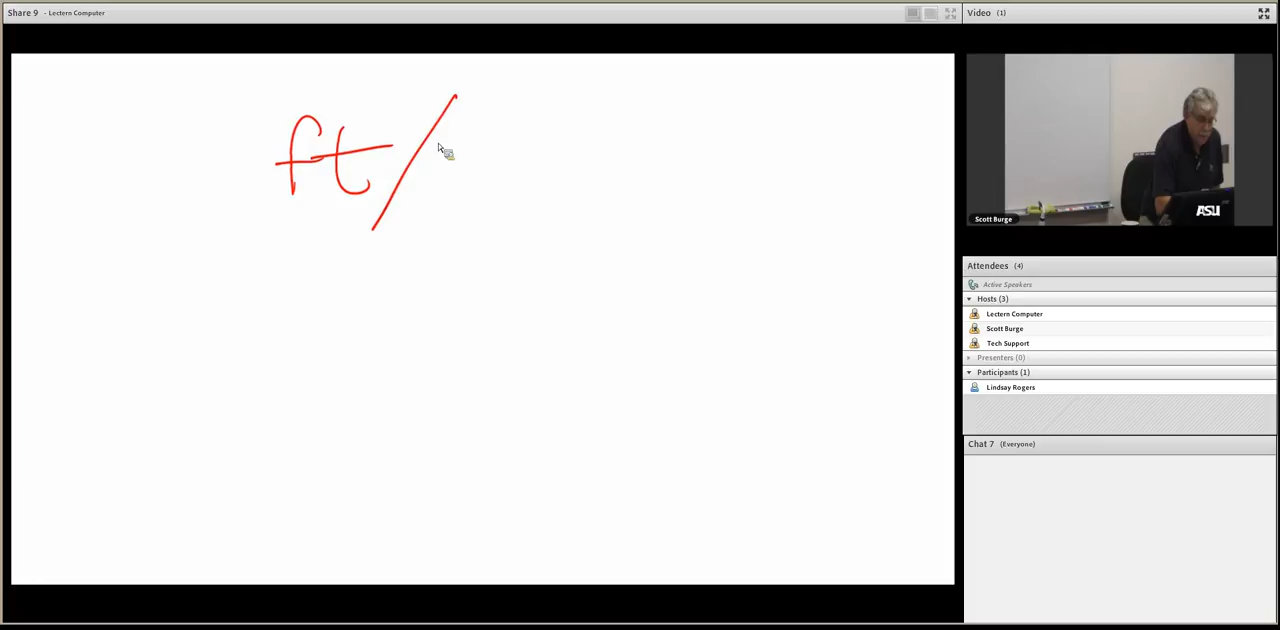 Share 9 - Lectern Computer
Video (1)
ft/
ASU
Scott Burge
Attendees (4)
Active Speakers
Hosts (3)
Lectern Computer
Scott Burge
Tech Support
Presenters (0)
Participants (1)
Lindsay Rogers
Chat 7 (Everyone)